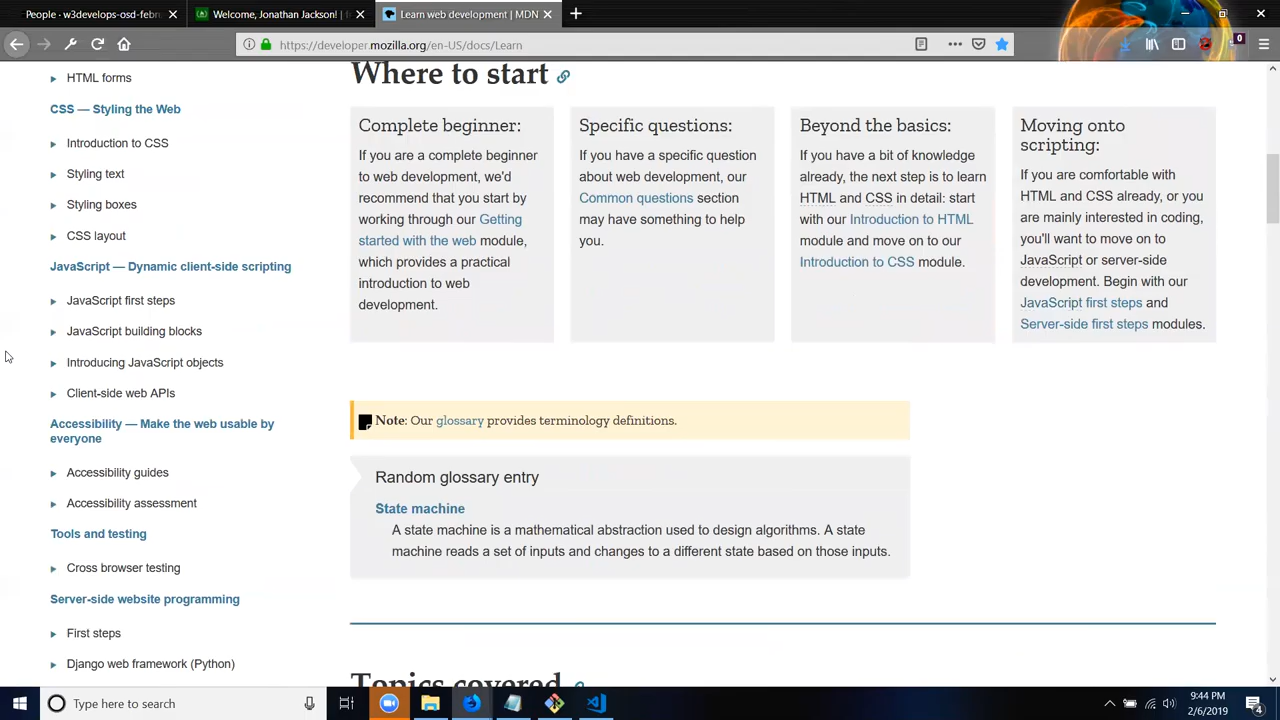 People - w3devops-osd-febru
Welcome, Jonathan Jackson! |
Learn web development | MDN
https://developer.mozilla.org/en-US/docs/Learn
0
HTML forms
CSS — Styling the Web
Introduction to CSS
Styling text
Styling boxes
CSS layout
JavaScript — Dynamic client-side scripting
JavaScript first steps
JavaScript building blocks
Introducing JavaScript objects
Client-side web APIs
Accessibility — Make the web usable by
everyone
Accessibility guides
Accessibility assessment
Tools and testing
Cross browser testing
Server-side website programming
First steps
Django web framework (Python)
Where to start
Complete beginner:
If you are a complete beginner
to web development, we'd
recommend that you start by
working through our Getting
started with the web module,
which provides a practical
introduction to web
development.
Specific questions:
If you have a specific question
about web development, our
Common questions section
may have something to help
you.
Beyond the basics:
If you have a bit of knowledge
already, the next step is to learn
HTML and CSS in detail: start
with our Introduction to HTML
module and move on to our
Introduction to CSS module.
Moving onto
scripting:
If you are comfortable with
HTML and CSS already, or you
are mainly interested in coding,
you'll want to move on to
JavaScript or server-side
development. Begin with our
JavaScript first steps and
Server-side first steps modules.
Note: Our glossary provides terminology definitions.
Random glossary entry
State machine
A state machine is a mathematical abstraction used to design algorithms. A state
machine reads a set of inputs and changes to a different state based on those inputs.
Topics covered
Type here to search
9:44 PM
2/6/2019
4